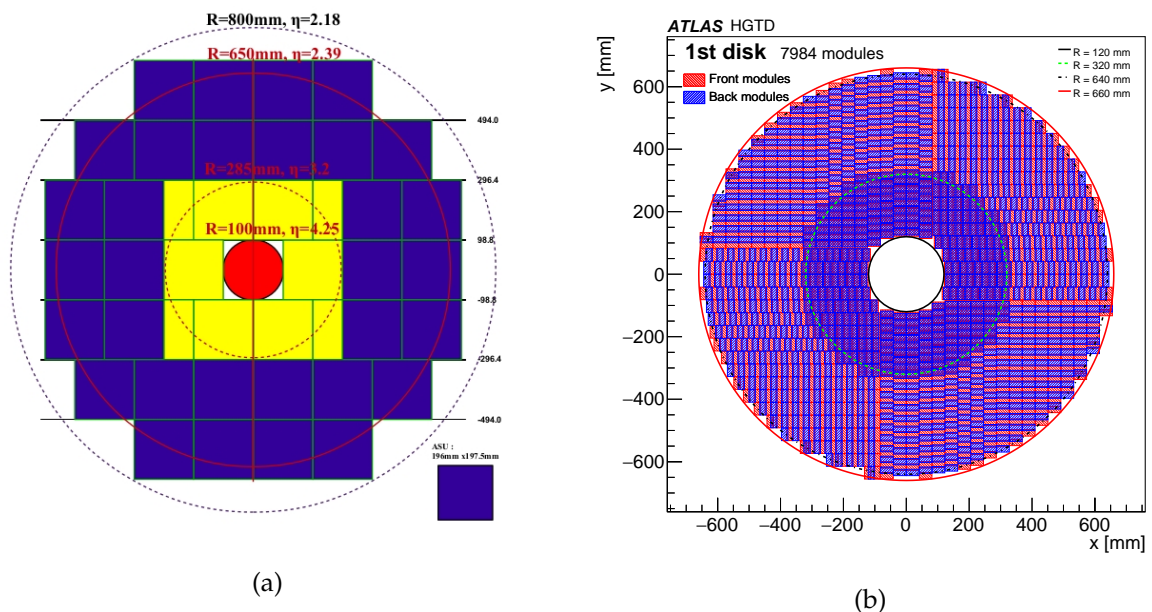 R=800mm, η=2.18
R=650mm, η=2.39
494.0
R=285mm, η=3.2
296.4
R=100mm, η=4.25
98.8
-98.8
-296.4
-494.0
ASU :
196mm x197.5mm
(a)
ATLAS HGTD
1st disk 7984 modules
Front modules
Back modules
R = 120 mm
R = 320 mm
R = 640 mm
R = 660 mm
y [mm]
600
400
200
0
−200
−400
−600
−600 −400 −200 0 200 400 600
x [mm]
(b)